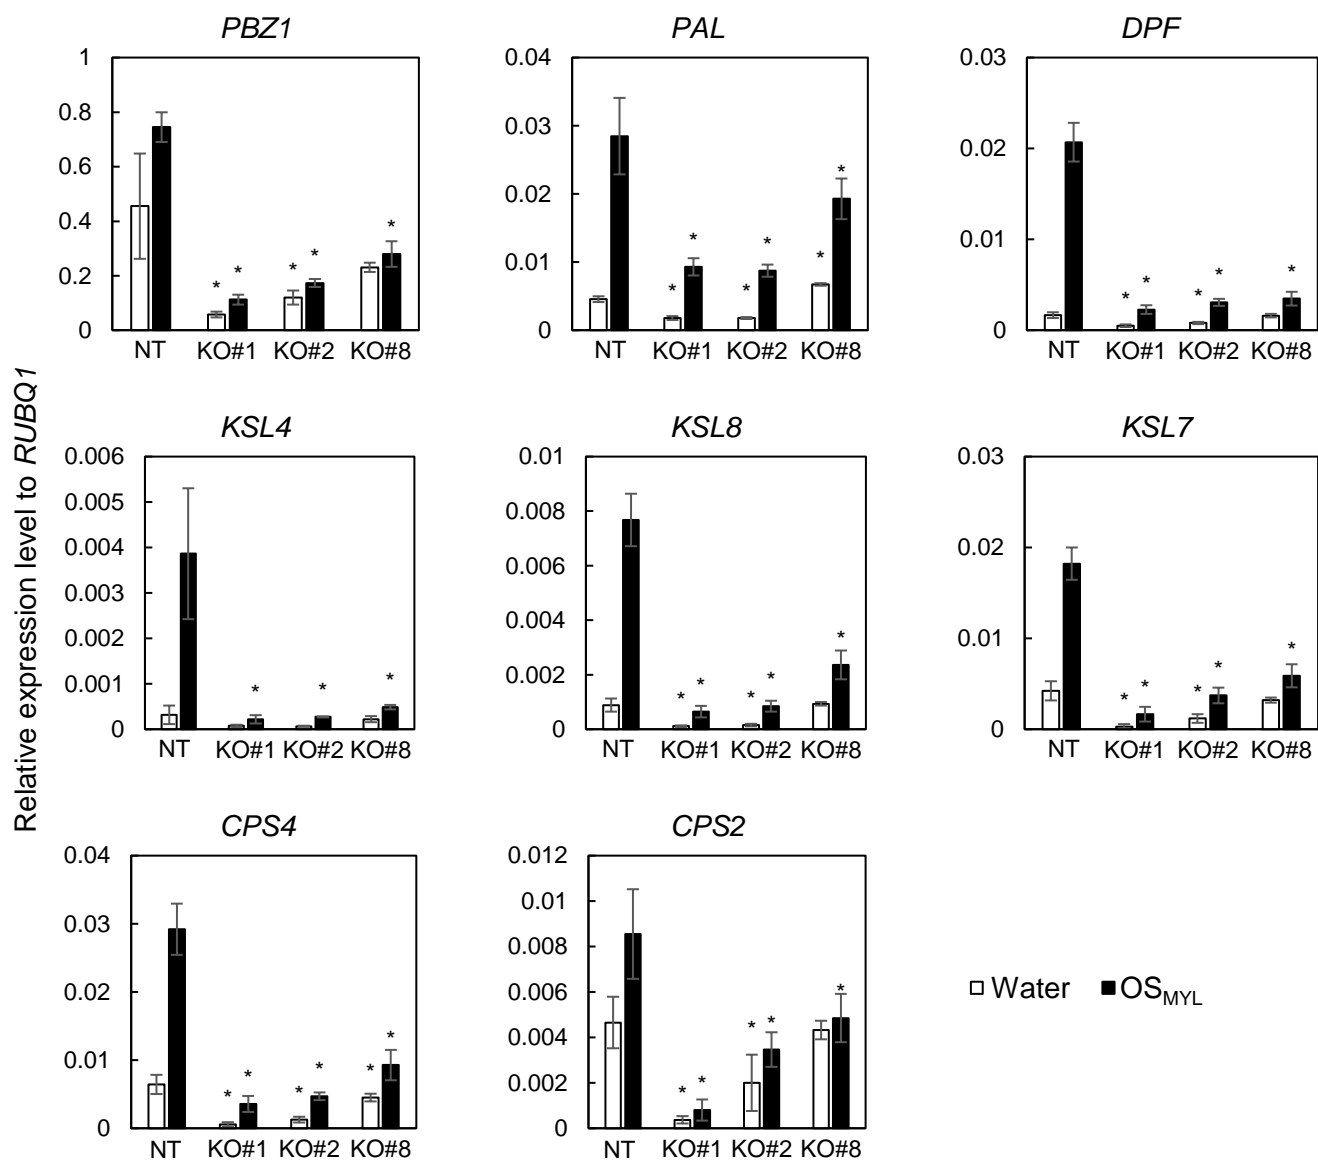 PBZ1
PAL
DPF
1
0.8
0.6
0.4
0.2
0
* * * * *
NT KO#1 KO#2 KO#8
0.04
0.03
0.02
0.01
0
* * * * * *
NT KO#1 KO#2 KO#8
0.03
0.02
0.01
0
* * * * *
NT KO#1 KO#2 KO#8
Relative expression level to RUBQ1
KSL4
KSL8
KSL7
0.006
0.005
0.004
0.003
0.002
0.001
0
* * *
NT KO#1 KO#2 KO#8
0.01
0.008
0.006
0.004
0.002
0
* * * * *
NT KO#1 KO#2 KO#8
0.03
0.02
0.01
0
* * * * *
NT KO#1 KO#2 KO#8
CPS4
CPS2
0.04
0.03
0.02
0.01
0
* * * * * *
NT KO#1 KO#2 KO#8
0.012
0.01
0.008
0.006
0.004
0.002
0
* * * * *
NT KO#1 KO#2 KO#8
Water OSMYL